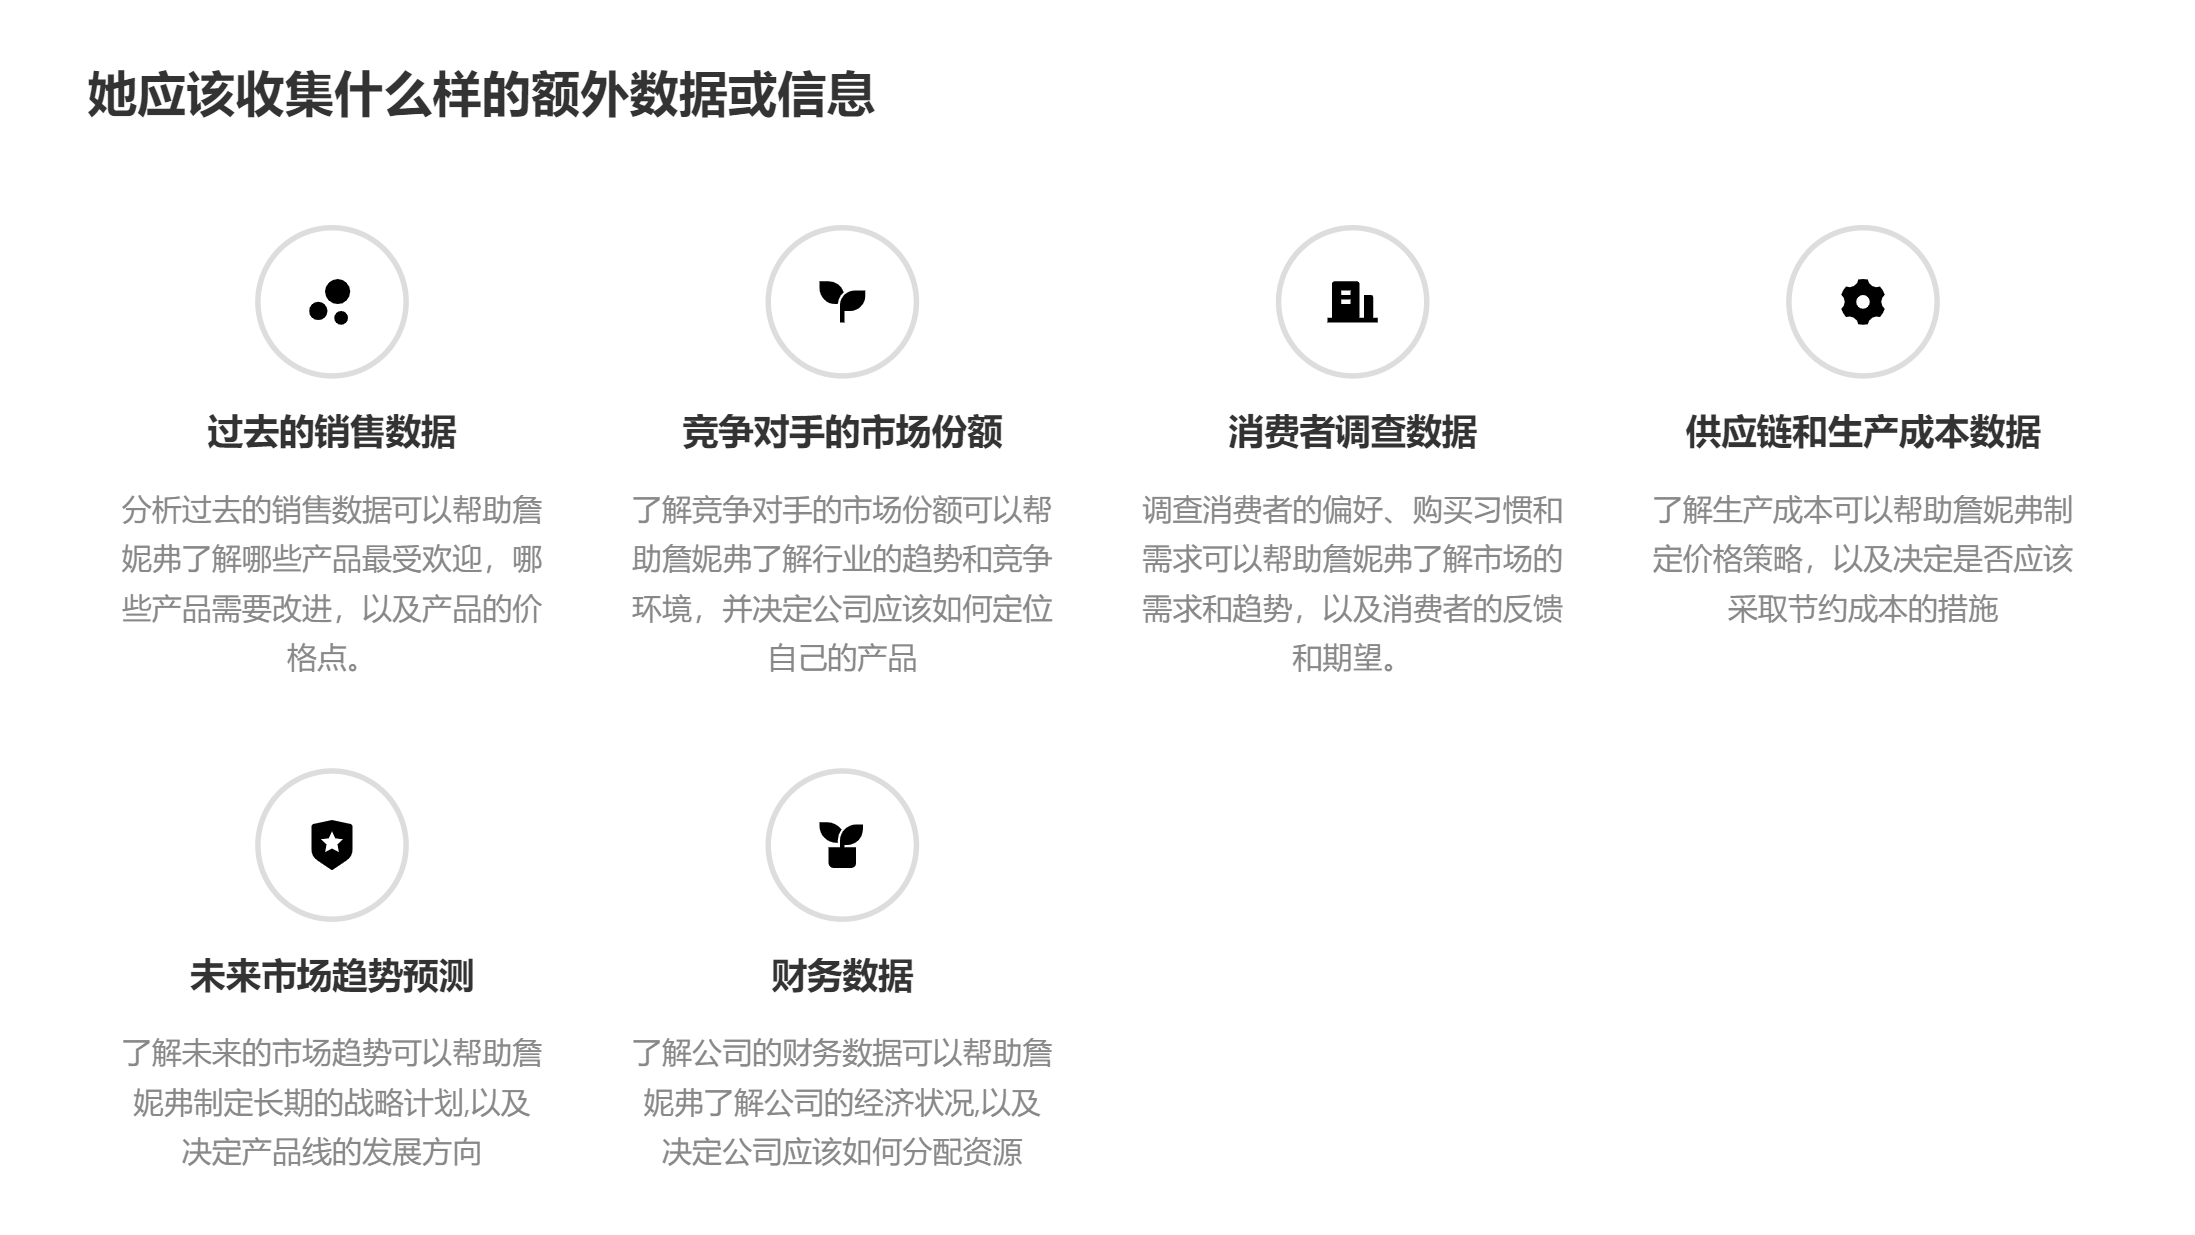 她应该收集什么样的额外数据或信息
过去的销售数据
分析过去的销售数据可以帮助詹
妮弗了解哪些产品最受欢迎，哪
些产品需要改进，以及产品的价
格点。
竞争对手的市场份额
了解竞争对手的市场份额可以帮
助詹妮弗了解行业的趋势和竞争
环境，并决定公司应该如何定位
自己的产品
消费者调查数据
调查消费者的偏好、购买习惯和
需求可以帮助詹妮弗了解市场的
需求和趋势，以及消费者的反馈
和期望。
供应链和生产成本数据
了解生产成本可以帮助詹妮弗制
定价格策略，以及决定是否应该
采取节约成本的措施
未来市场趋势预测
了解未来的市场趋势可以帮助詹
妮弗制定长期的战略计划,以及
决定产品线的发展方向
财务数据
了解公司的财务数据可以帮助詹
妮弗了解公司的经济状况,以及
决定公司应该如何分配资源